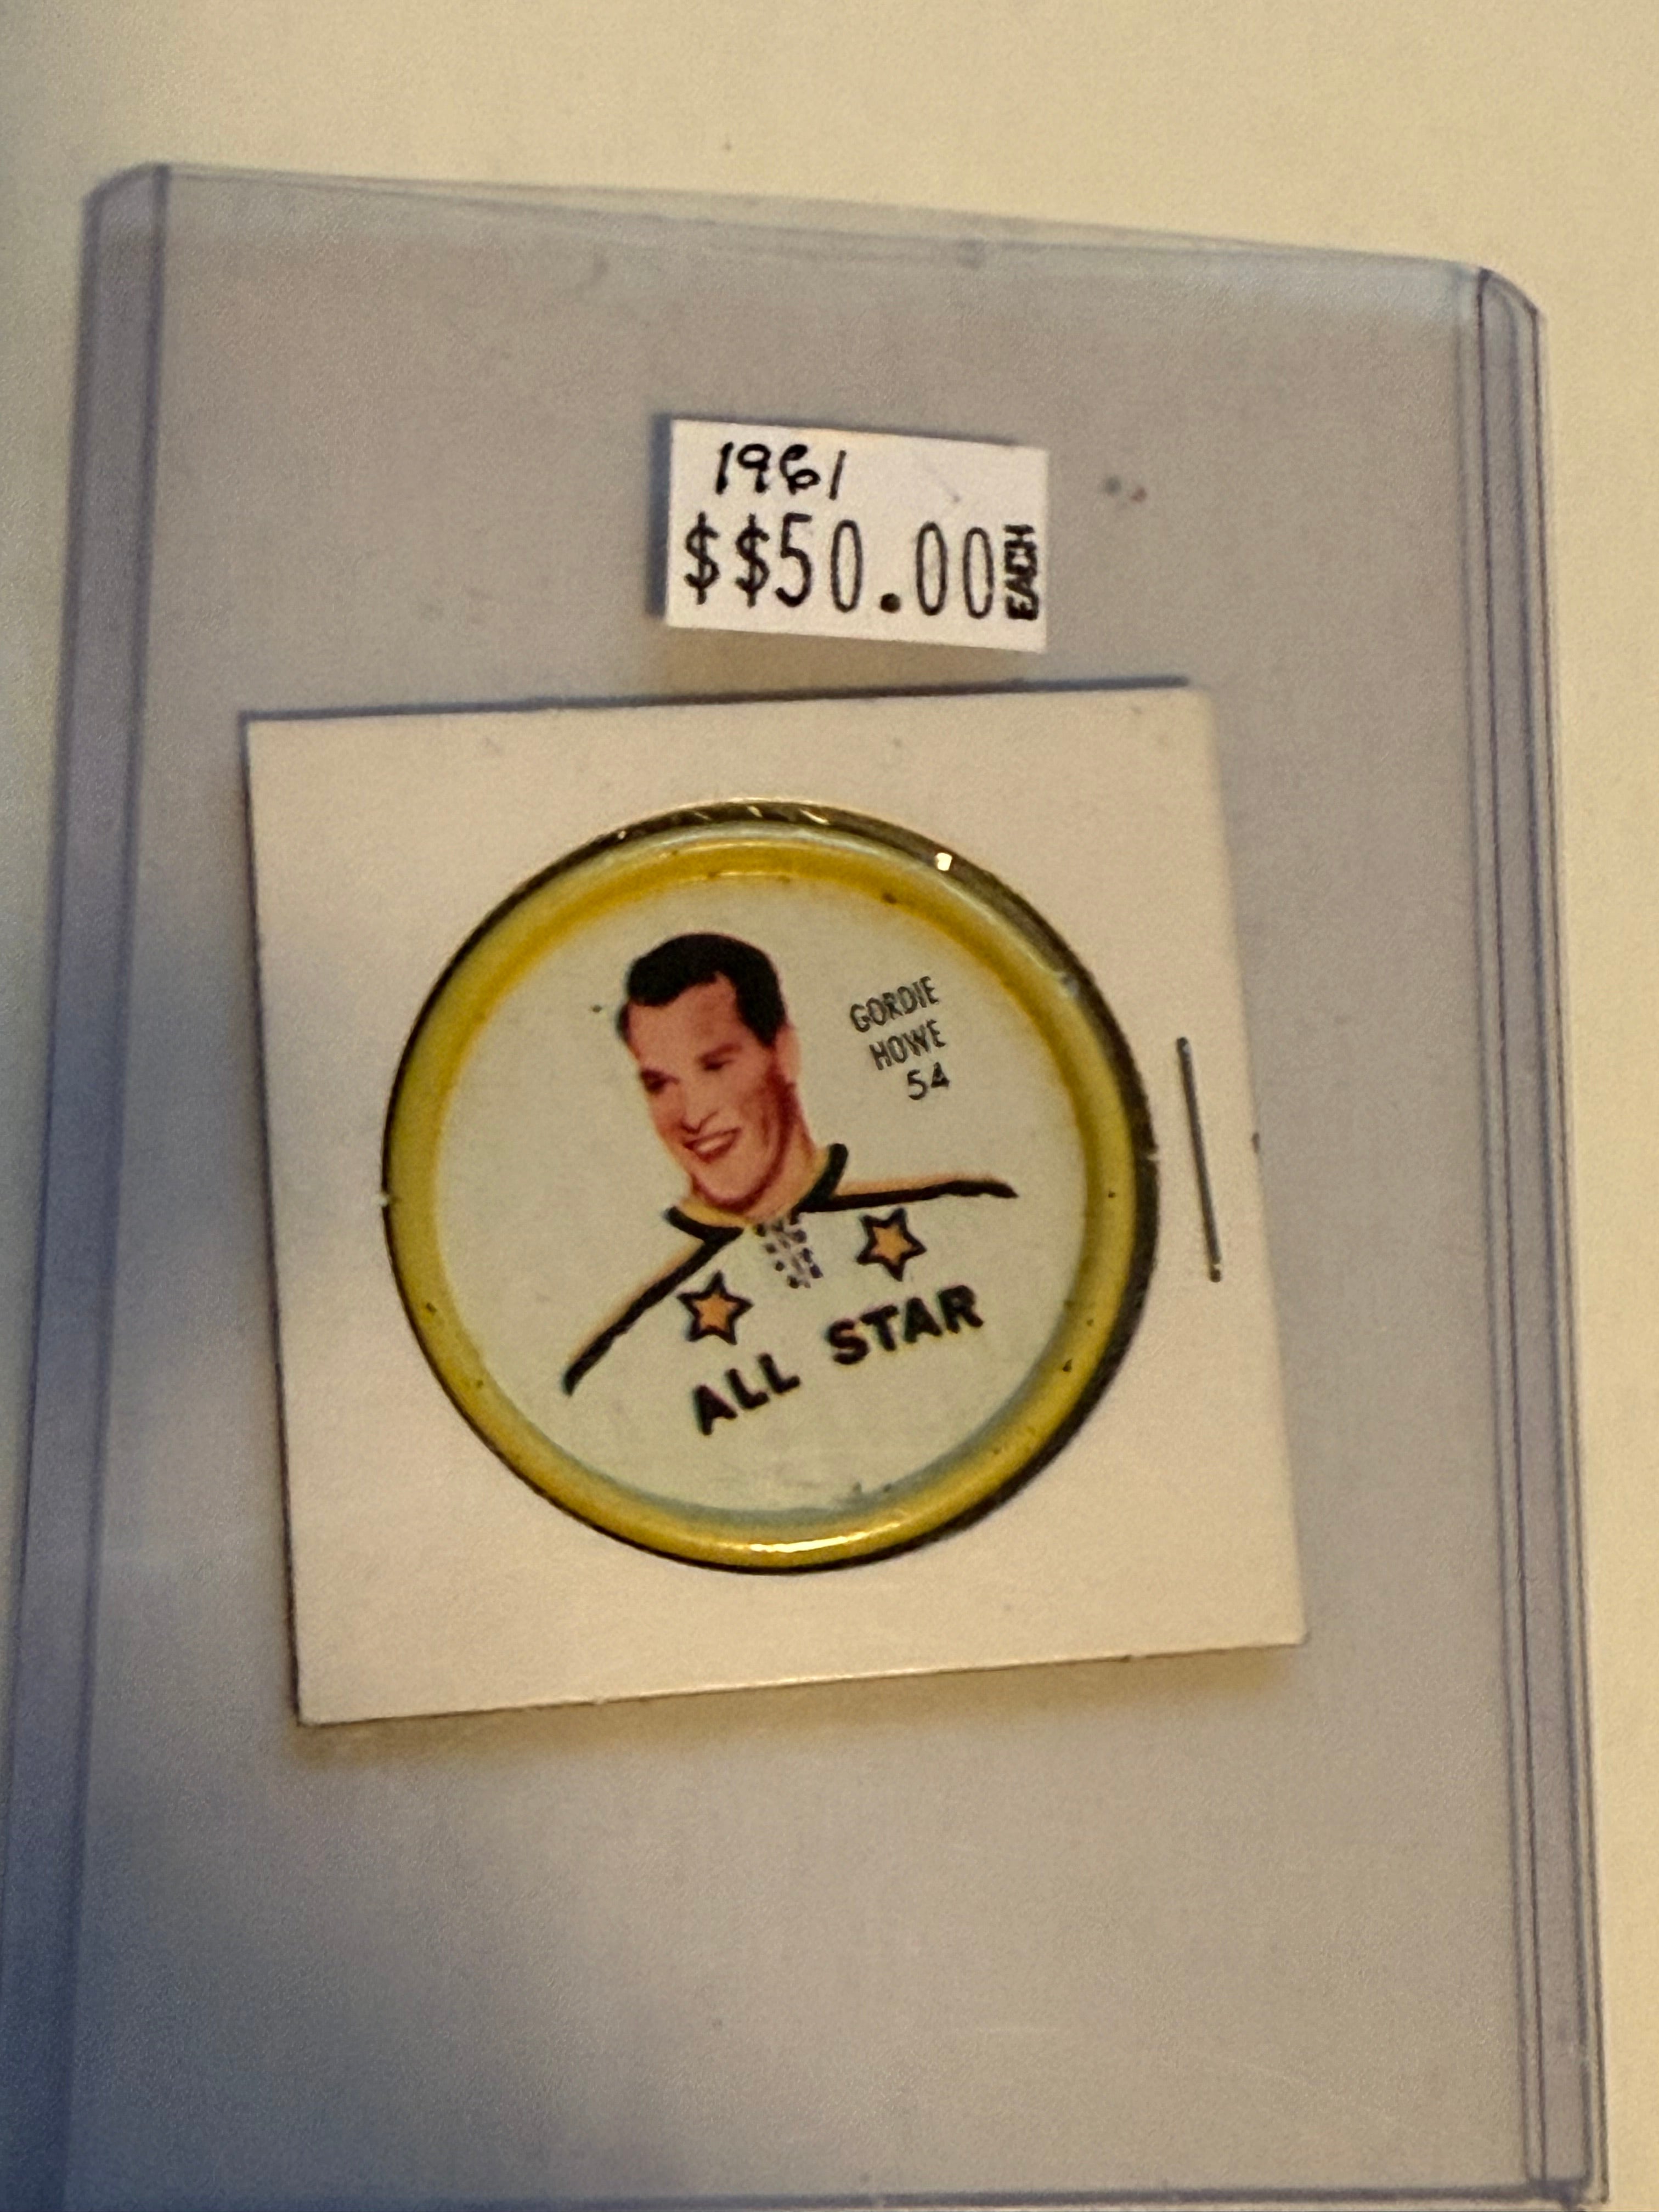 1961
$$50.00 EACH
GORDIE
HOWE
54
ALL STAR